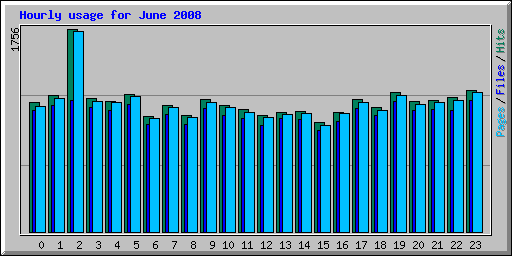 Hourly usage for June 2008
1756
Pages/Files/Hits
0 1 2 3 4 5 6 7 8 9 10 11 12 13 14 15 16 17 18 19 20 21 22 23